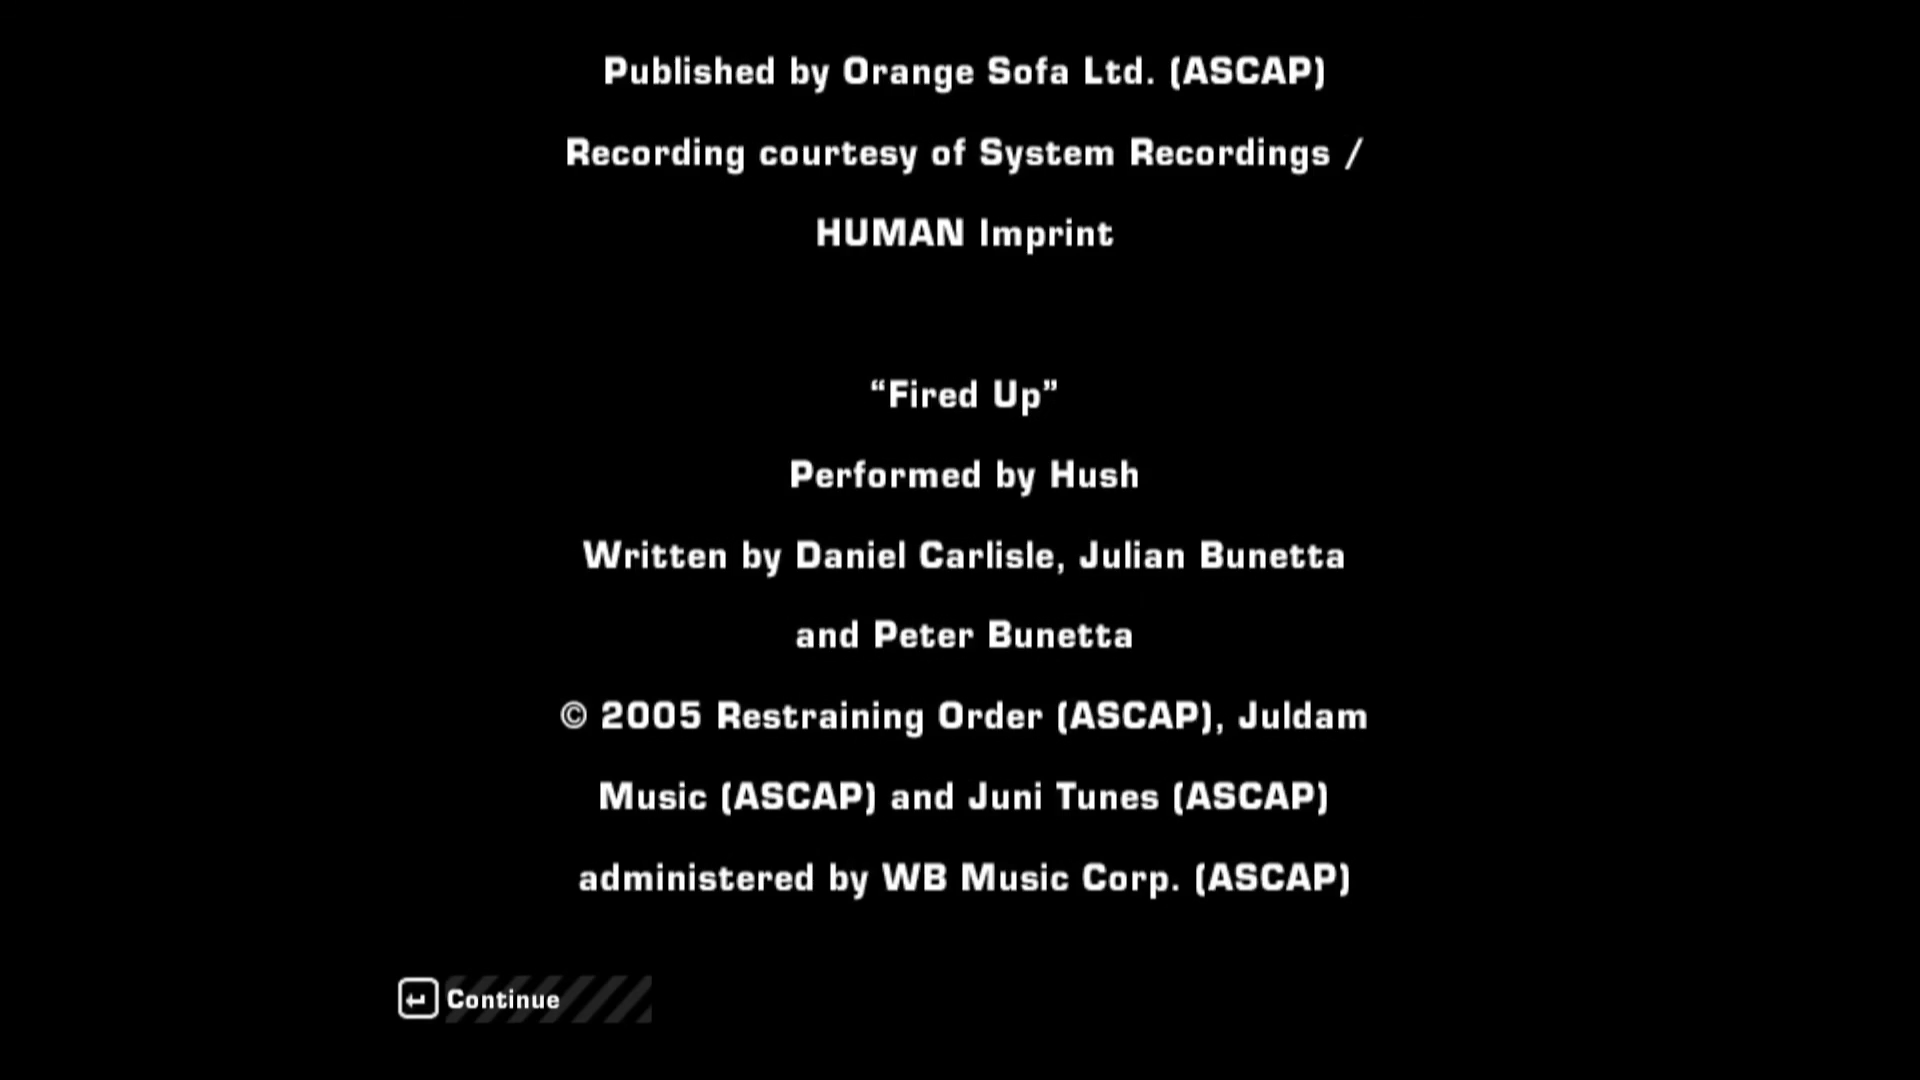 Published by Orange Sofa Ltd. (ASCAP)
Recording courtesy of System Recordings /
HUMAN Imprint
“Fired Up”
Performed by Hush
Written by Daniel Carlisle, Julian Bunetta
and Peter Bunetta
© 2005 Restraining Order (ASCAP), Juldam
Music (ASCAP) and Juni Tunes (ASCAP)
administered by WB Music Corp. (ASCAP)
Continue